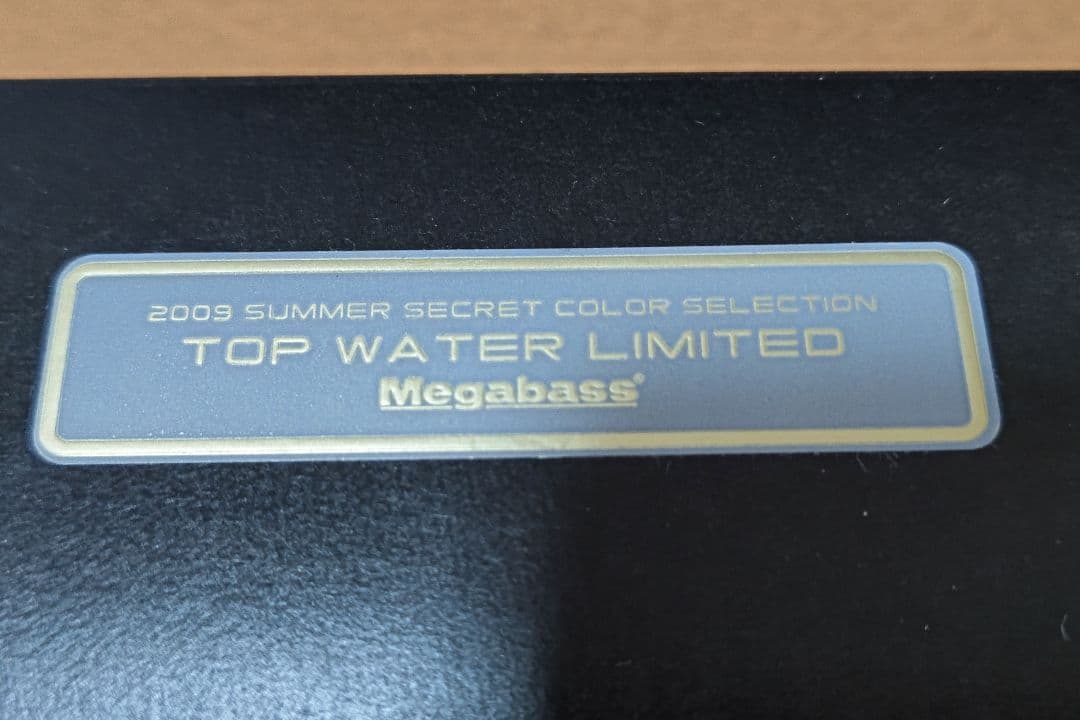 2009 SUMMER SECRET COLOR SELECTION
TOP WATER LIMITED
Megabass®